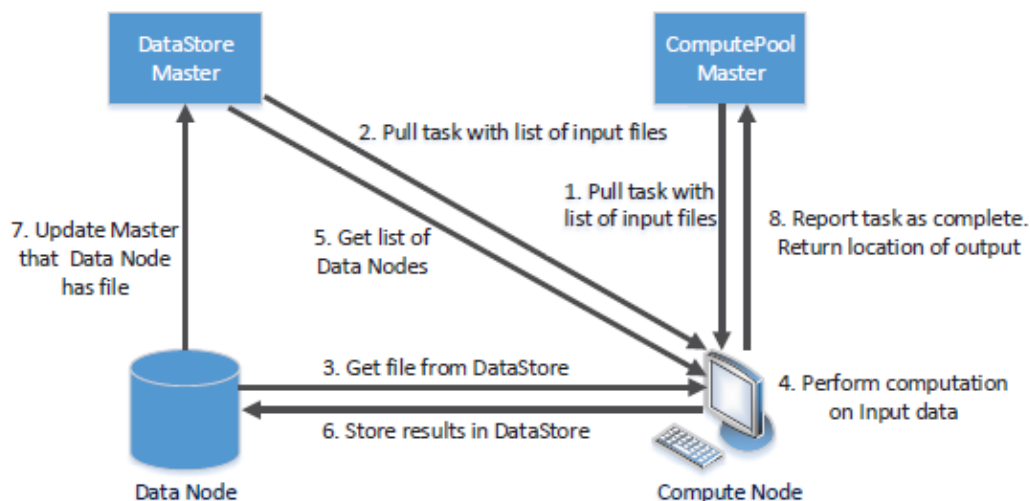 DataStore
Master
ComputePool
Master
2. Pull task with list of input files
1. Pull task with
list of input files
7. Update Master
that Data Node
has file
5. Get list of
Data Nodes
8. Report task as complete.
Return location of output
3. Get file from DataStore
4. Perform computation
on Input data
6. Store results in DataStore
Data Node
Compute Node